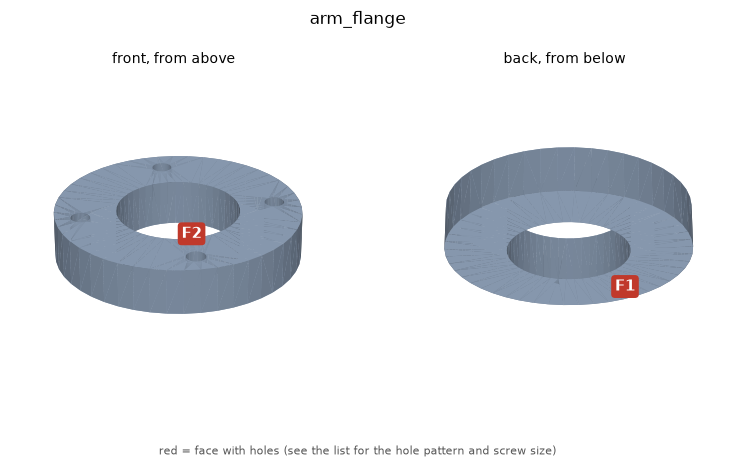 arm_flange
front, from above
back, from below
F2
F1
red = face with holes (see the list for the hole pattern and screw size)